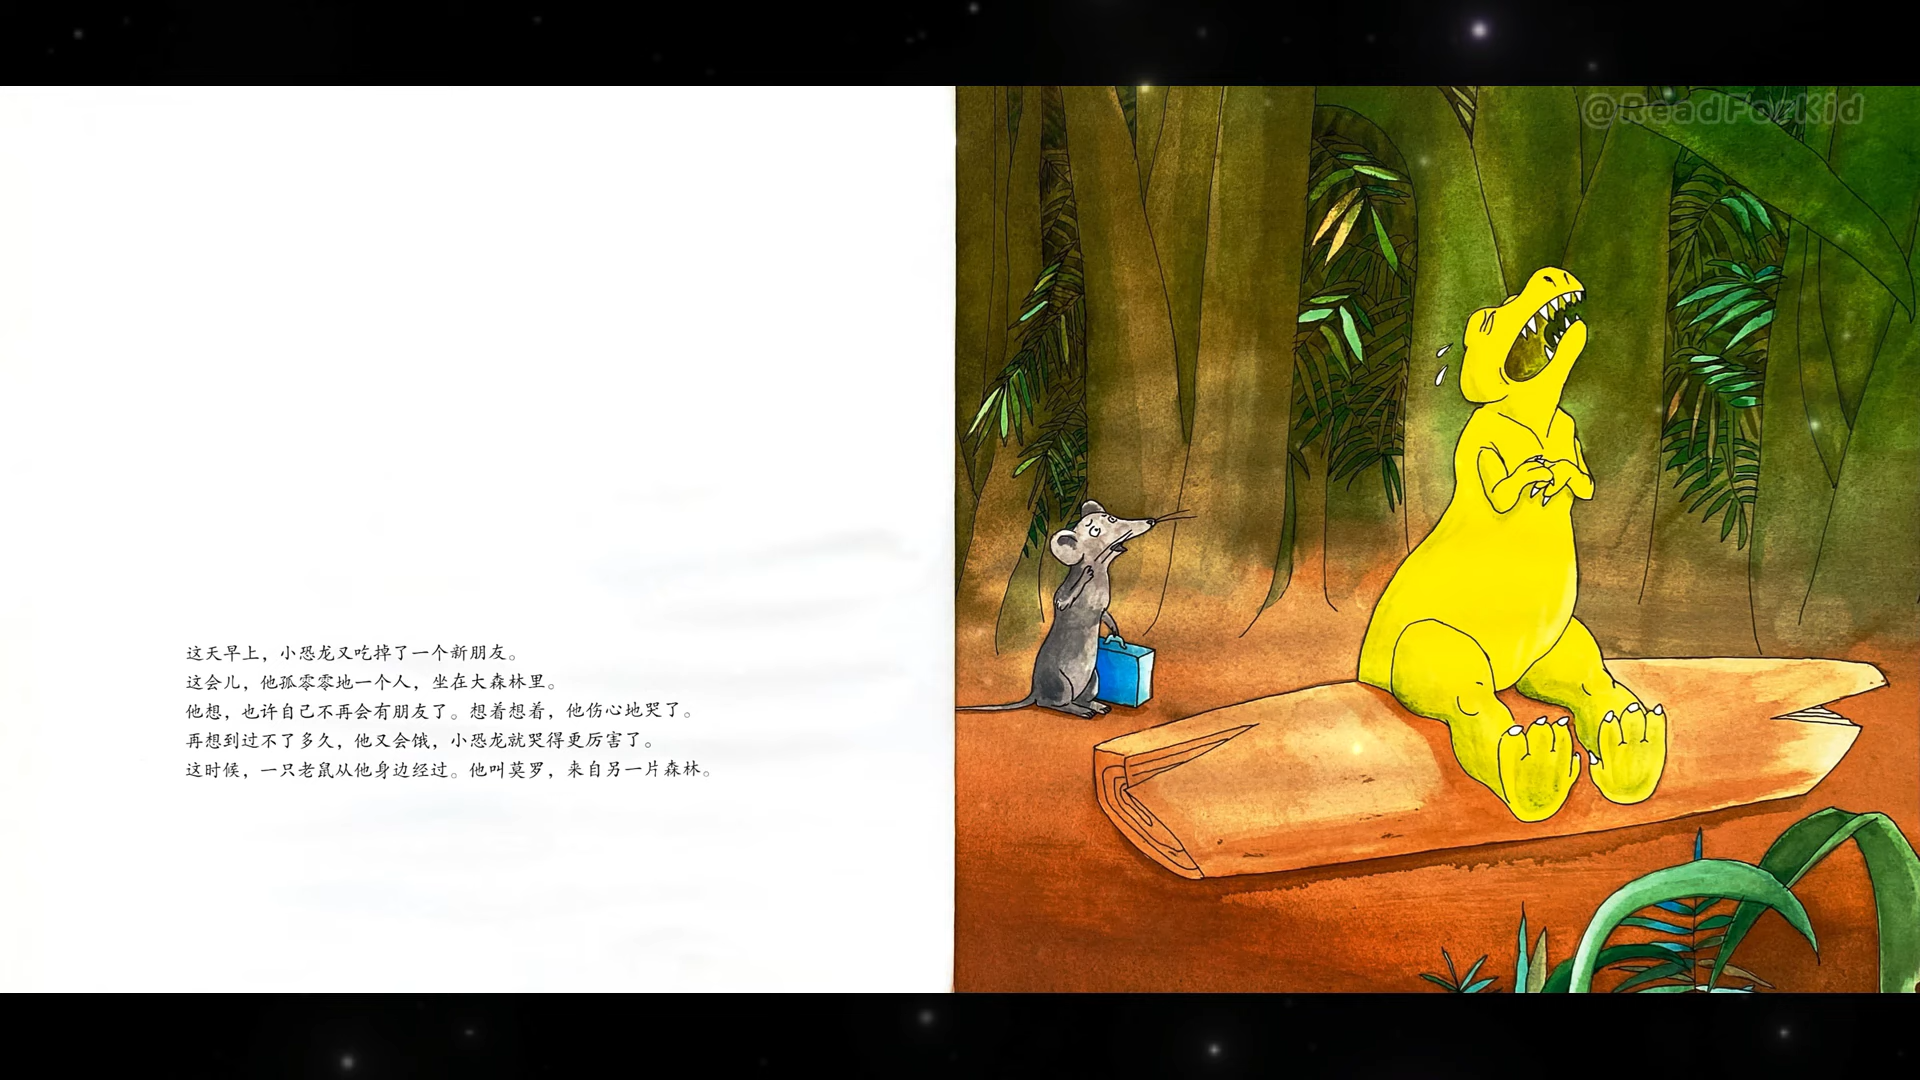 @ReadForKid
这天早上，小恐龙又吃掉了一个新朋友。
这会儿，他孤零零地一个人，坐在大森林里。
他想，也许自己不再会有朋友了。想着想着，他伤心地哭了。
再想到过不了多久，他又会饿，小恐龙就哭得更厉害了。
这时候，一只老鼠从他身边经过。他叫莫罗，来自另一片森林。